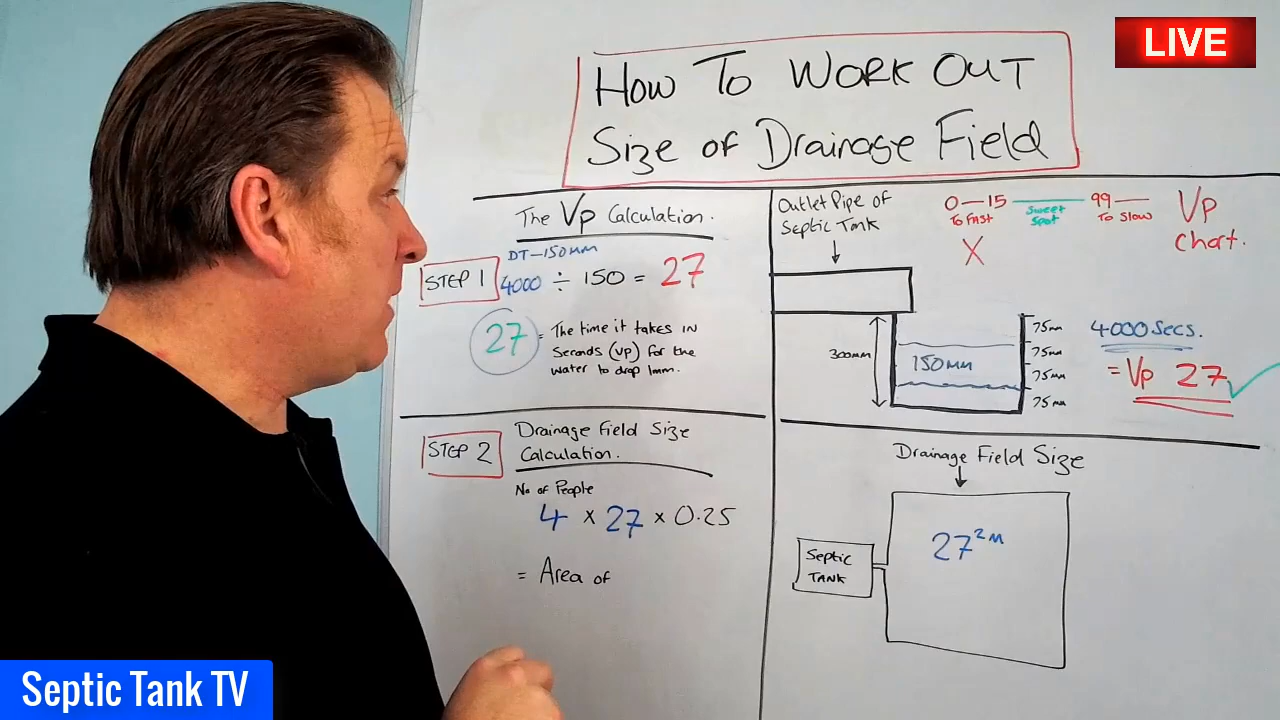 LIVE
How To WORK OUT
Size of Drainage Field
The Vp Calculation.
DT-150mm
STEP 1
4000 ÷ 150 = 27
27 = The time it takes in
Seconds (vp) for the
water to drop 1mm.
STEP 2
Drainage Field Size
Calculation.
No of People
4 x 27 x 0.25
= Area of
Outlet Pipe of
Septic Tank
0-15
To Fast
X
Sweet
Spot
99-
To Slow
Vp
chart.
300mm
150mm
75mm
75mm
75mm
75mm
4000 Secs.
= Vp 27
Drainage Field Size
27²ᵐ
Septic
TANK
Septic Tank TV